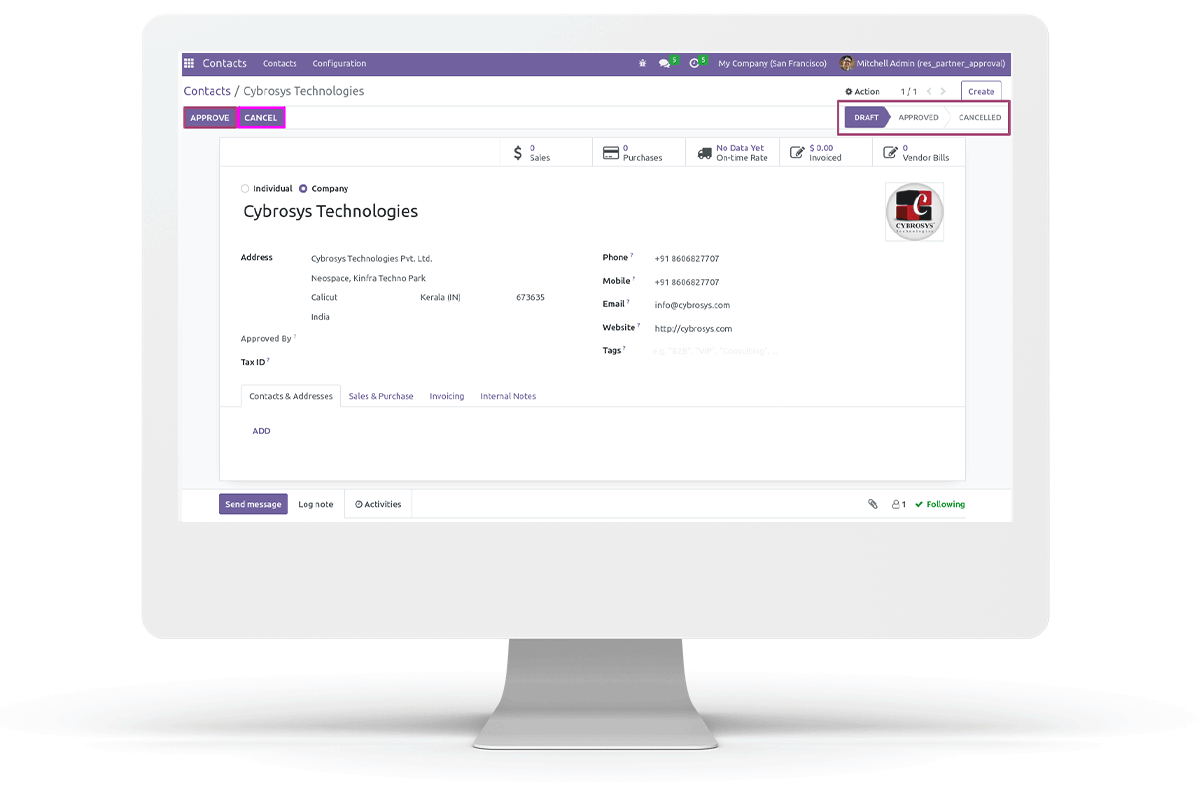 Contacts Contacts Configuration 5 5 My Company (San Francisco) Mitchell Admin (res_partner_approval)
Contacts / Cybrosys Technologies Action 1 / 1 Create
APPROVE CANCEL DRAFT APPROVED CANCELLED
0 0 No Data Yet $ 0.00 0
Sales Purchases On-time Rate Invoiced Vendor Bills
Individual Company
Cybrosys Technologies
CYBROSYS
Technologies
Address Cybrosys Technologies Pvt. Ltd. Phone ? +91 8606827707
Neospace, Kinfra Techno Park Mobile ? +91 8606827707
Calicut Kerala (IN) 673635 Email ? info@cybrosys.com
India Website ? http://cybrosys.com
Approved By ?
Tags ? e.g. "B2B", "VIP", "Consulting", ...
Tax ID ?
Contacts & Addresses Sales & Purchase Invoicing Internal Notes
ADD
Send message Log note Activities 1 Following